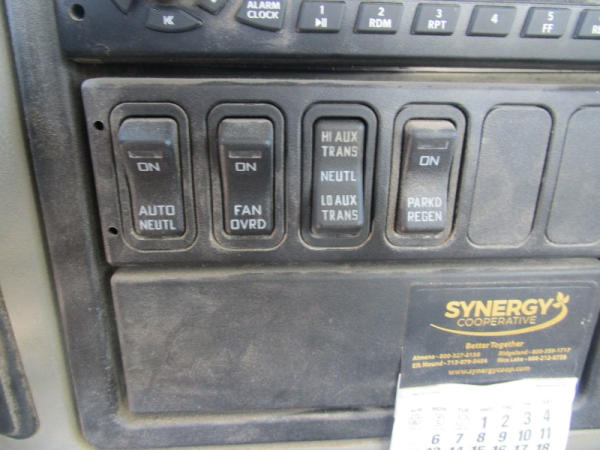 ALARM
CLOCK
1
2
RDM
3
RPT
4
5
FF
ON
AUTO
NEUTL
ON
FAN
OVRD
HI AUX
TRANS
NEUTL
LO AUX
TRANS
ON
PARKD
REGEN
SYNERGY
COOPERATIVE
Better Together
www.synergycoop.com
1 2 3 4
6 7 8 9 10 11